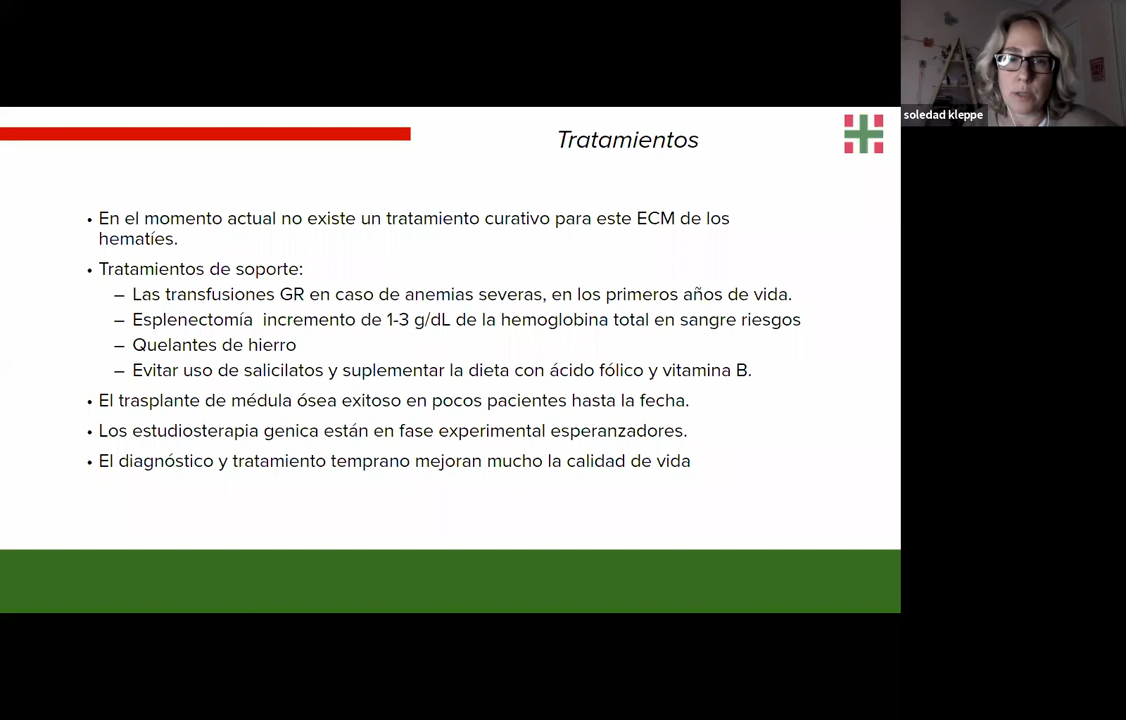 soledad kleppe
Tratamientos
• En el momento actual no existe un tratamiento curativo para este ECM de los
hematíes.
• Tratamientos de soporte:
– Las transfusiones GR en caso de anemias severas, en los primeros años de vida.
– Esplenectomía  incremento de 1-3 g/dL de la hemoglobina total en sangre riesgos
– Quelantes de hierro
– Evitar uso de salicilatos y suplementar la dieta con ácido fólico y vitamina B.
• El trasplante de médula ósea exitoso en pocos pacientes hasta la fecha.
• Los estudiosterapia genica están en fase experimental esperanzadores.
• El diagnóstico y tratamiento temprano mejoran mucho la calidad de vida